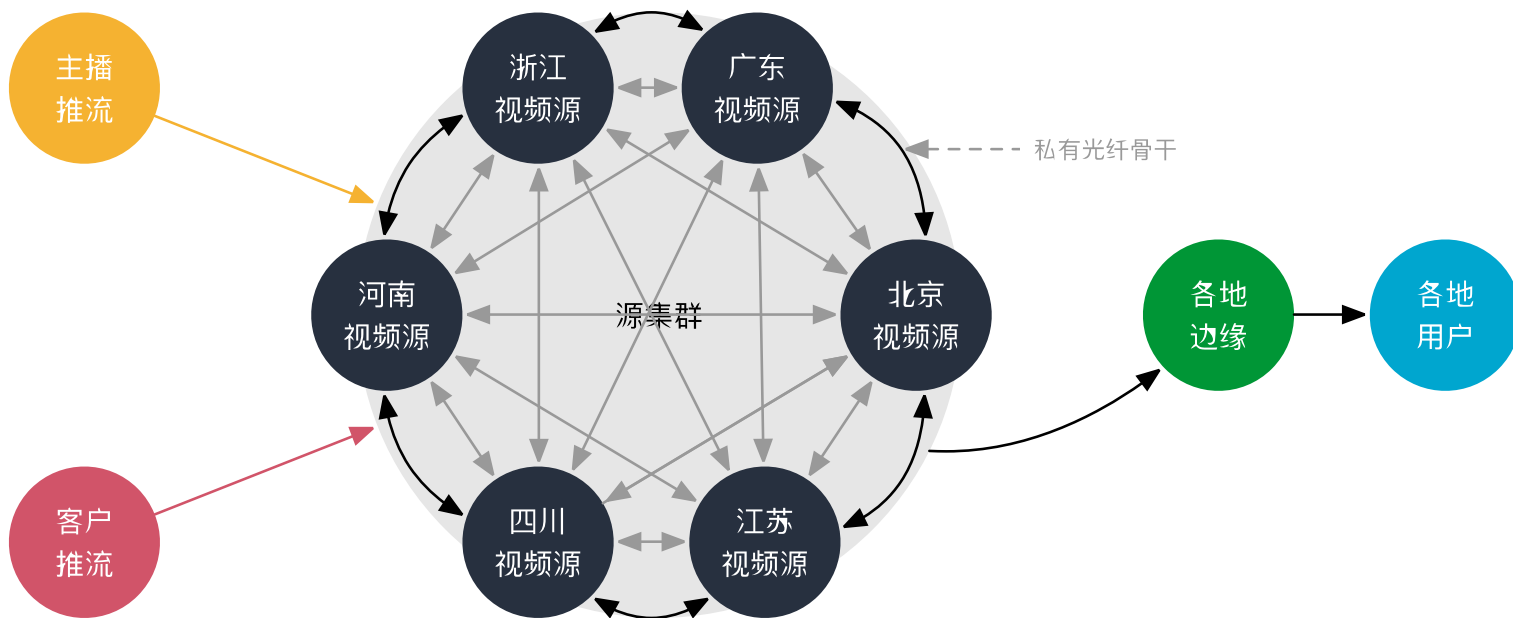 主播
推流
浙江
视频源
广东
视频源
私有光纤骨干
河南
视频源
源集群
北京
视频源
各地
边缘
各地
用户
客户
推流
四川
视频源
江苏
视频源